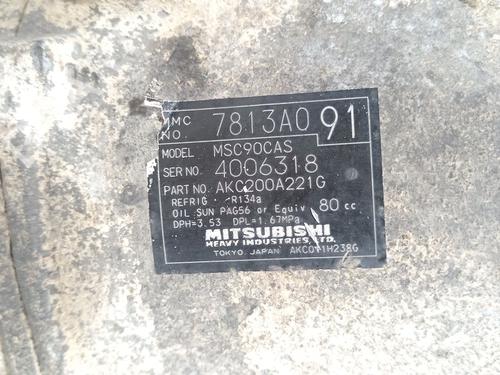 MMC NO. 7813A0 91
MODEL MSC90CAS
SER NO. 4006318
PART NO. AKC200A221G
REFRIG R134a
OIL SUN PAG56 or Equiv 80 cc
DPH=3.53 DPL=1.67MPa
MITSUBISHI
HEAVY INDUSTRIES, LTD.
TOKYO, JAPAN AKC011H238G